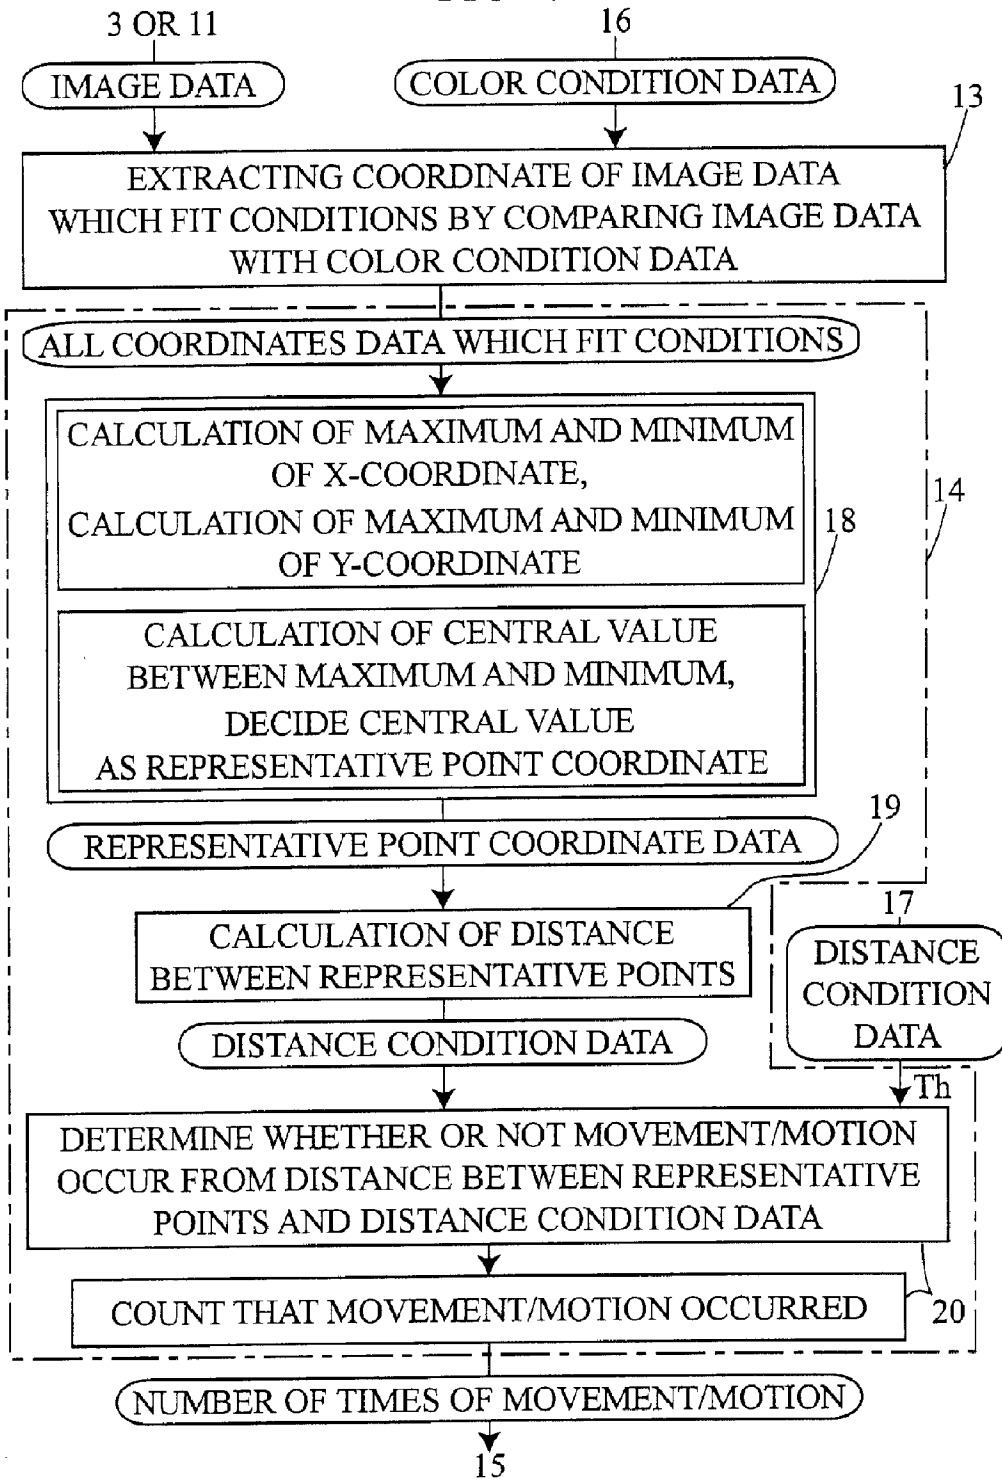 3 OR 11
16
IMAGE DATA
COLOR CONDITION DATA
13
EXTRACTING COORDINATE OF IMAGE DATA
WHICH FIT CONDITIONS BY COMPARING IMAGE DATA
WITH COLOR CONDITION DATA
ALL COORDINATES DATA WHICH FIT CONDITIONS
CALCULATION OF MAXIMUM AND MINIMUM
OF X-COORDINATE,
CALCULATION OF MAXIMUM AND MINIMUM
OF Y-COORDINATE
14
18
CALCULATION OF CENTRAL VALUE
BETWEEN MAXIMUM AND MINIMUM,
DECIDE CENTRAL VALUE
AS REPRESENTATIVE POINT COORDINATE
19
REPRESENTATIVE POINT COORDINATE DATA
CALCULATION OF DISTANCE
BETWEEN REPRESENTATIVE POINTS
17
DISTANCE
CONDITION
DATA
DISTANCE CONDITION DATA
Th
DETERMINE WHETHER OR NOT MOVEMENT/MOTION
OCCUR FROM DISTANCE BETWEEN REPRESENTATIVE
POINTS AND DISTANCE CONDITION DATA
COUNT THAT MOVEMENT/MOTION OCCURRED
20
NUMBER OF TIMES OF MOVEMENT/MOTION
15